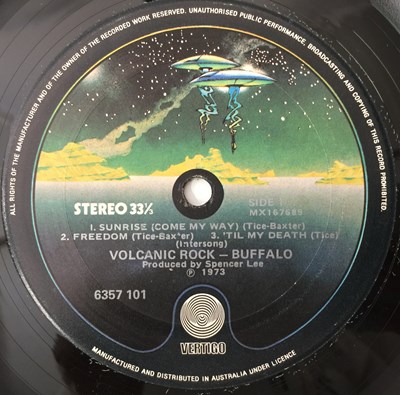 ALL RIGHTS OF THE MANUFACTURER AND OF THE OWNER OF THE RECORDED WORK RESERVED. UNAUTHORISED PUBLIC PERFORMANCE, BROADCASTING AND COPYING OF THIS RECORD PROHIBITED.
STEREO 33⅓
SIDE 1
MX167689
1. SUNRISE (COME MY WAY) (Tice-Baxter)
2. FREEDOM (Tice-Baxter) 3. 'TIL MY DEATH (Tice)
(Intersong)
VOLCANIC ROCK – BUFFALO
Produced by Spencer Lee
Ⓟ 1973
6357 101
VERTIGO
MANUFACTURED AND DISTRIBUTED IN AUSTRALIA UNDER LICENCE